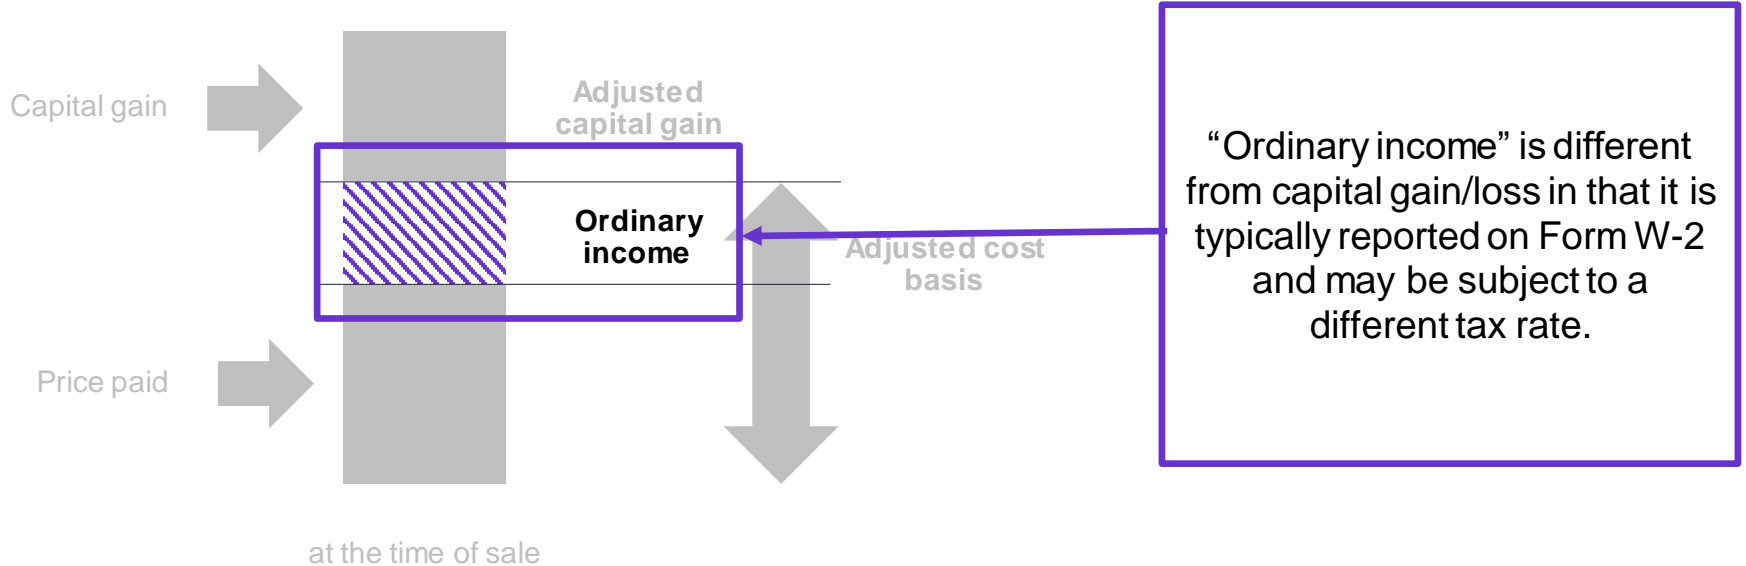 Capital gain
Adjusted
capital gain
Ordinary
income
Adjusted cost
basis
Price paid
at the time of sale
“Ordinary income” is different
from capital gain/loss in that it is
typically reported on Form W-2
and may be subject to a
different tax rate.